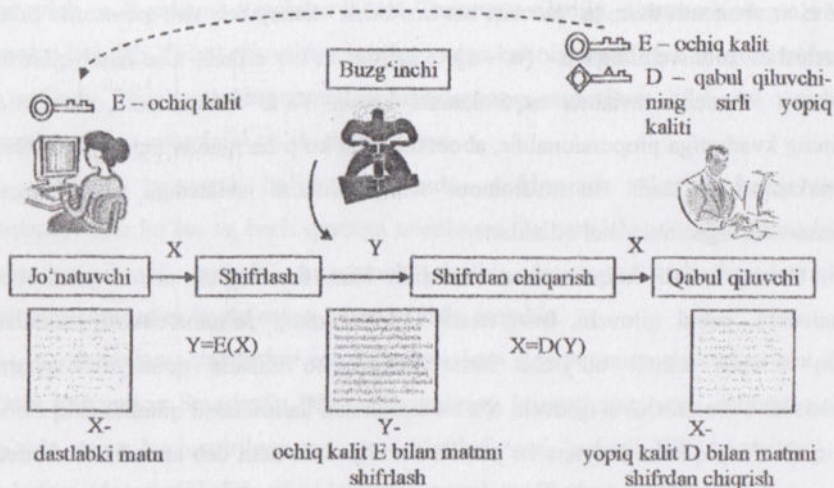 E – ochiq kalit
D – qabul qiluvchi-
ning sirli yopiq
kaliti
Buzg‘inchi
E – ochiq kalit
X
Y
X
Jo‘natuvchi
Shifrlash
Shifrdan chiqarish
Qabul qiluvchi
Y=E(X)
X=D(Y)
X-
dastlabki matn
Y-
ochiq kalit E bilan matnni
shifrlash
X-
yopiq kalit D bilan matnni
shifrdan chiqrish